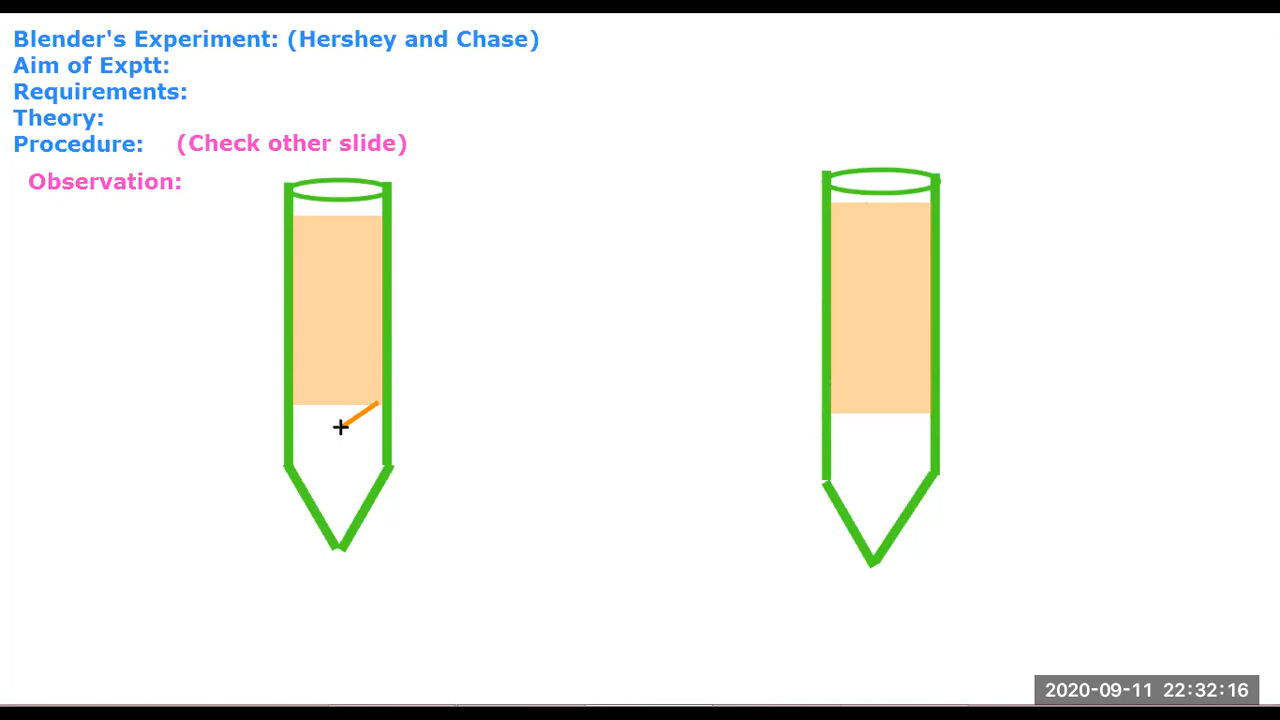 Blender's Experiment: (Hershey and Chase)
Aim of Exptt:
Requirements:
Theory:
Procedure: (Check other slide)
Observation:
2020-09-11 22:32:16